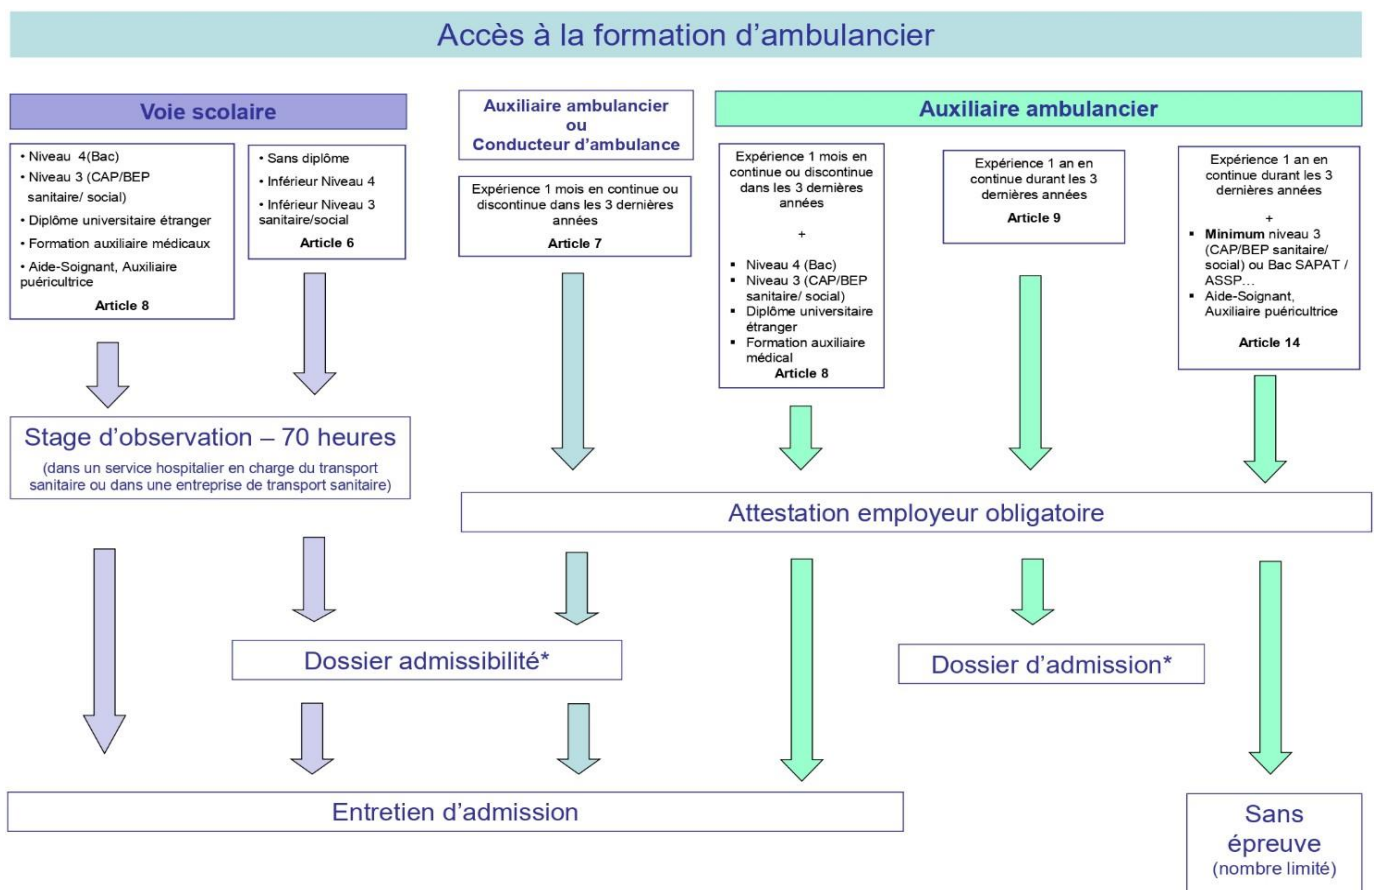 Accès à la formation d'ambulancier
Voie scolaire
• Niveau 4(Bac)
• Niveau 3 (CAP/BEP
sanitaire/ social)
• Diplôme universitaire étranger
• Formation auxiliaire médicaux
• Aide-Soignant, Auxiliaire
puéricultrice
Article 8
• Sans diplôme
• Inférieur Niveau 4
• Inférieur Niveau 3
sanitaire/social
Article 6
Auxiliaire ambulancier
ou
Conducteur d'ambulance
Expérience 1 mois en continue ou
discontinue dans les 3 dernières
années
Article 7
Auxiliaire ambulancier
Expérience 1 mois en
continue ou discontinue
dans les 3 dernières
années
+
▪ Niveau 4 (Bac)
▪ Niveau 3 (CAP/BEP
sanitaire/ social)
▪ Diplôme universitaire
étranger
▪ Formation auxiliaire
médical
Article 8
Expérience 1 an en
continue durant les 3
dernières années
Article 9
Expérience 1 an en
continue durant les 3
dernières années
+
▪ Minimum niveau 3
(CAP/BEP sanitaire/
social) ou Bac SAPAT /
ASSP…
▪ Aide-Soignant,
Auxiliaire puéricultrice
Article 14
Stage d'observation – 70 heures
(dans un service hospitalier en charge du transport
sanitaire ou dans une entreprise de transport sanitaire)
Attestation employeur obligatoire
Dossier admissibilité*
Dossier d'admission*
Entretien d'admission
Sans
épreuve
(nombre limité)